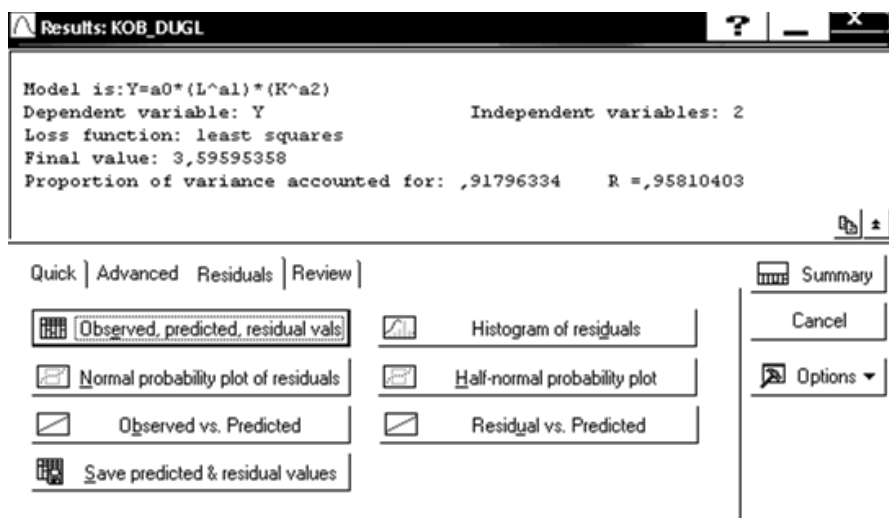 Results: KOB_DUGL
? _ X
Model is:Y=a0*(L^a1)*(K^a2)
Dependent variable: Y Independent variables: 2
Loss function: least squares
Final value: 3,59595358
Proportion of variance accounted for: ,91796334 R =,95810403
Quick Advanced Residuals Review
Summary
Observed, predicted, residual vals Histogram of residuals
Cancel
Normal probability plot of residuals Half-normal probability plot
Options
Observed vs. Predicted Residual vs. Predicted
Save predicted & residual values